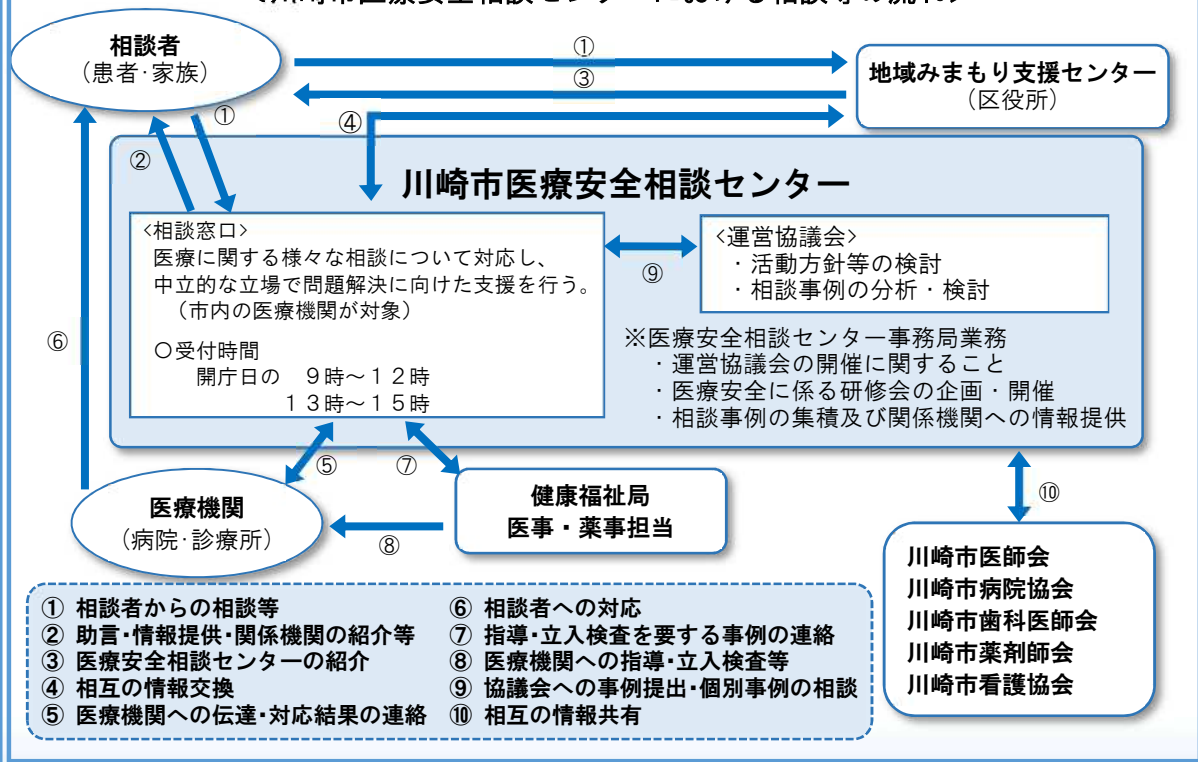 相談者
（患者･家族）
①
③
地域みまもり支援センター
（区役所）
①
②
④
川崎市医療安全相談センター
<相談窓口>
医療に関する様々な相談について対応し、
中立的な立場で問題解決に向けた支援を行う。
（市内の医療機関が対象）
〇受付時間
開庁日の　９時～１２時
１３時～１５時
⑨
<運営協議会>
・活動方針等の検討
・相談事例の分析・検討
※医療安全相談センター事務局業務
・運営協議会の開催に関すること
・医療安全に係る研修会の企画・開催
・相談事例の集積及び関係機関への情報提供
⑥
⑤
⑦
⑩
医療機関
（病院･診療所）
⑧
健康福祉局
医事・薬事担当
川崎市医師会
川崎市病院協会
川崎市歯科医師会
川崎市薬剤師会
川崎市看護協会
① 相談者からの相談等
② 助言･情報提供･関係機関の紹介等
③ 医療安全相談センターの紹介
④ 相互の情報交換
⑤ 医療機関への伝達･対応結果の連絡
⑥ 相談者への対応
⑦ 指導･立入検査を要する事例の連絡
⑧ 医療機関への指導･立入検査等
⑨ 協議会への事例提出･個別事例の相談
⑩ 相互の情報共有